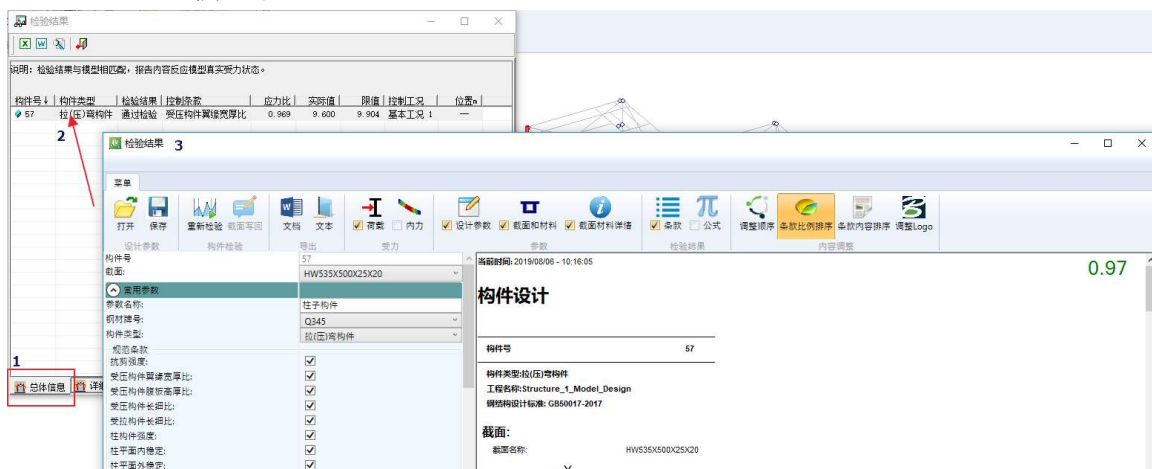 检验结果
说明: 检验结果与模型相匹配，报告内容反应模型真实受力状态。
构件号↓ 构件类型 检验结果 控制条款 应力比 实际值 限值 控制工况 位置m
57 拉(压)弯构件 通过检验 受压构件翼缘宽厚比 0.969 9.600 9.904 基本工况 1 —
2
检验结果 3
菜单
打开 保存 重新检验 截面写回 文档 文本 荷载 内力 设计参数 截面和材料 截面材料详情 条款 公式 调整顺序 条款比例排序 条款内容排序 调整Logo
设计参数 构件检验 导出 受力 参数 检验结果 内容调整
构件号 57
截面: HW535X500X25X20
常用参数
参数名称: 柱子构件
钢材牌号: Q345
构件类型: 拉(压)弯构件
规范条款
抗剪强度:
受压构件翼缘宽厚比:
受压构件腹板高厚比:
受压构件长细比:
受拉构件长细比:
柱构件强度:
柱平面内稳定:
柱平面外稳定:
1
总体信息
当前时间: 2019/08/06 - 10:16:05
0.97
构件设计
构件号 57
构件类型:拉(压)弯构件
工程名称:Structure_1_Model_Design
钢结构设计标准: GB50017-2017
截面:
截面名称: HW535X500X25X20